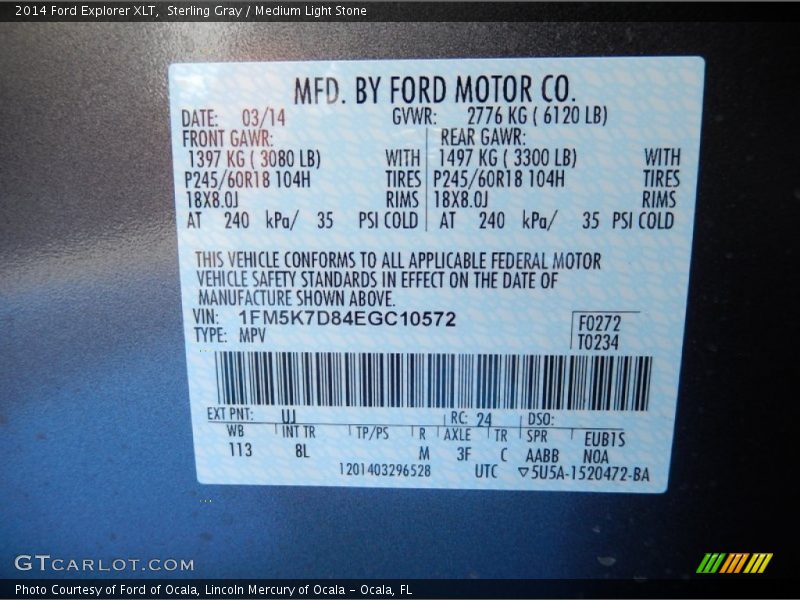 2014 Ford Explorer XLT,  Sterling Gray / Medium Light Stone
MFD. BY FORD MOTOR CO.
DATE: 03/14 GVWR: 2776 KG ( 6120 LB)
FRONT GAWR: REAR GAWR:
1397 KG ( 3080 LB) WITH 1497 KG ( 3300 LB) WITH
P245/60R18 104H TIRES P245/60R18 104H TIRES
18X8.0J RIMS 18X8.0J RIMS
AT 240 kPa/ 35 PSI COLD AT 240 kPa/ 35 PSI COLD
THIS VEHICLE CONFORMS TO ALL APPLICABLE FEDERAL MOTOR
VEHICLE SAFETY STANDARDS IN EFFECT ON THE DATE OF
MANUFACTURE SHOWN ABOVE.
VIN: 1FM5K7D84EGC10572 F0272
TYPE: MPV T0234
EXT PNT: UJ RC: 24 DSO:
WB INT TR TP/PS R AXLE TR SPR EUB1S
113 8L M 3F C AABB NOA
1201403296528 UTC ▽5U5A-1520472-BA
GTCARLOT.COM
Photo Courtesy of Ford of Ocala, Lincoln Mercury of Ocala - Ocala, FL